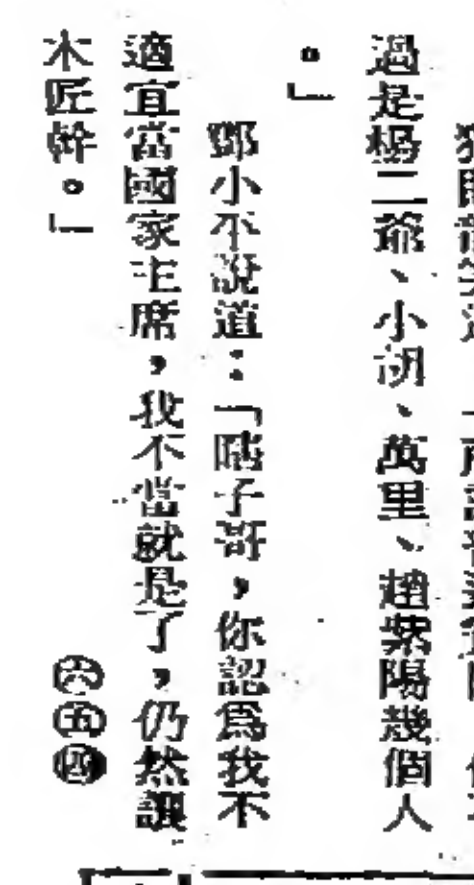 過是楊二爺、小胡、萬里、趙紫陽幾個人
。」
鄧小不說道：「瞎子哥，你認爲我不
適宜當國家主席，我不當就是了，仍然讓
木匠幹。」
㊅㊄㊃